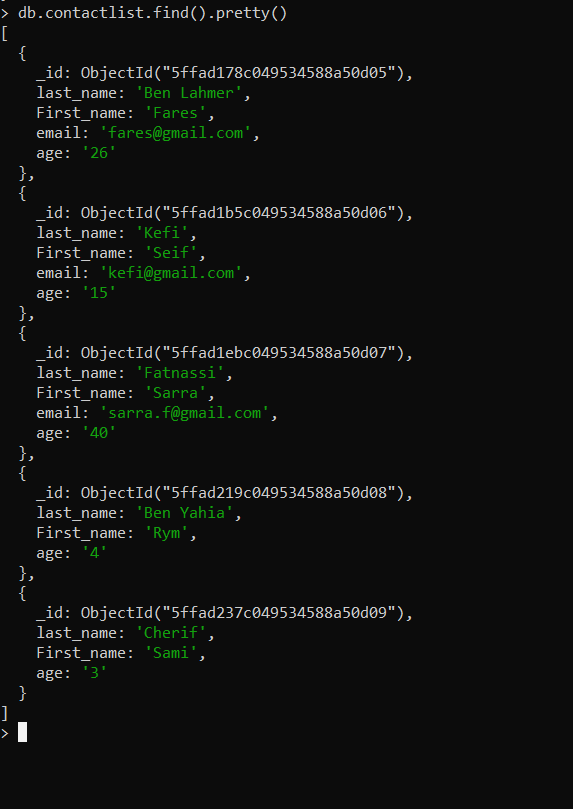 > db.contactlist.find().pretty()
[
  {
    _id: ObjectId("5ffad178c049534588a50d05"),
    last_name: 'Ben Lahmer',
    First_name: 'Fares',
    email: 'fares@gmail.com',
    age: '26'
  },
  {
    _id: ObjectId("5ffad1b5c049534588a50d06"),
    last_name: 'Kefi',
    First_name: 'Seif',
    email: 'kefi@gmail.com',
    age: '15'
  },
  {
    _id: ObjectId("5ffad1ebc049534588a50d07"),
    last_name: 'Fatnassi',
    First_name: 'Sarra',
    email: 'sarra.f@gmail.com',
    age: '40'
  },
  {
    _id: ObjectId("5ffad219c049534588a50d08"),
    last_name: 'Ben Yahia',
    First_name: 'Rym',
    age: '4'
  },
  {
    _id: ObjectId("5ffad237c049534588a50d09"),
    last_name: 'Cherif',
    First_name: 'Sami',
    age: '3'
  }
]
>